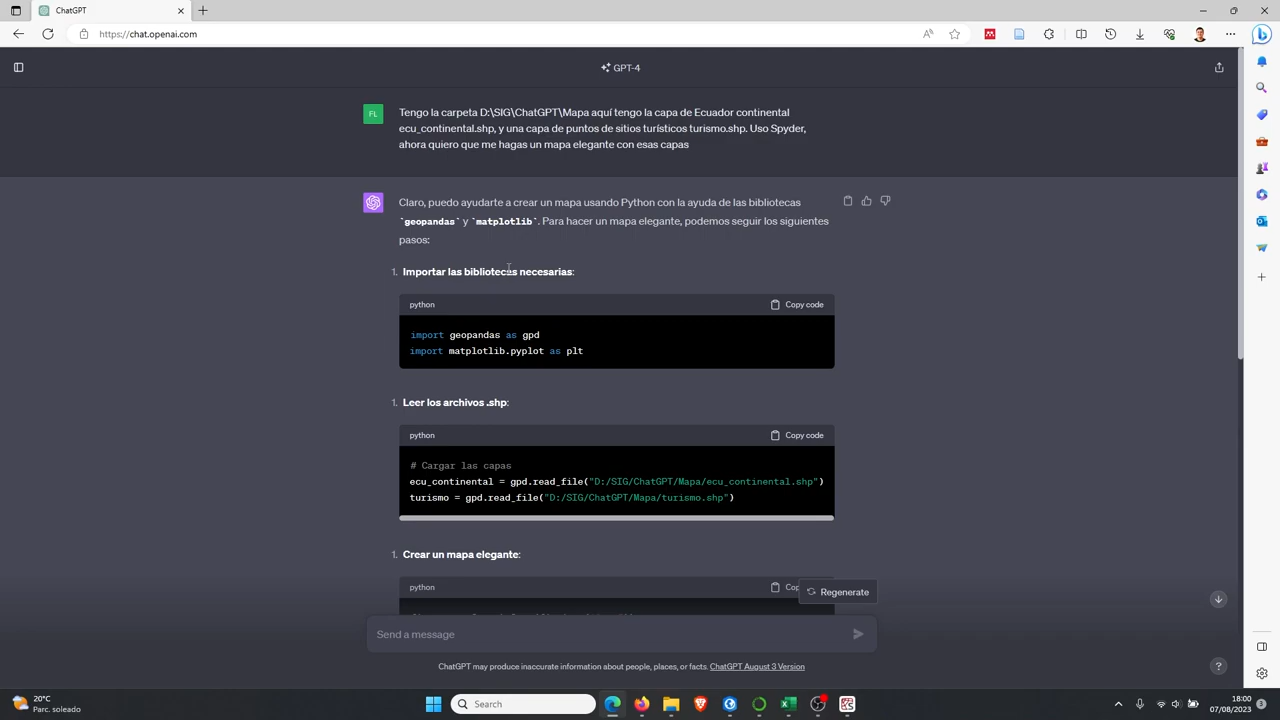 ChatGPT
https://chat.openai.com
GPT-4
FL
Tengo la carpeta D:\SIG\ChatGPT\Mapa aquí tengo la capa de Ecuador continental
ecu_continental.shp, y una capa de puntos de sitios turísticos turismo.shp. Uso Spyder,
ahora quiero que me hagas un mapa elegante con esas capas
Claro, puedo ayudarte a crear un mapa usando Python con la ayuda de las bibliotecas
`geopandas` y `matplotlib`. Para hacer un mapa elegante, podemos seguir los siguientes
pasos:
1. Importar las bibliotecas necesarias:
python
Copy code
import geopandas as gpd
import matplotlib.pyplot as plt
1. Leer los archivos .shp:
python
Copy code
# Cargar las capas
ecu_continental = gpd.read_file("D:/SIG/ChatGPT/Mapa/ecu_continental.shp")
turismo = gpd.read_file("D:/SIG/ChatGPT/Mapa/turismo.shp")
1. Crear un mapa elegante:
python
Cop
Regenerate
Send a message
ChatGPT may produce inaccurate information about people, places, or facts. ChatGPT August 3 Version
?
20°C
Parc. soleado
Search
18:00
07/08/2023